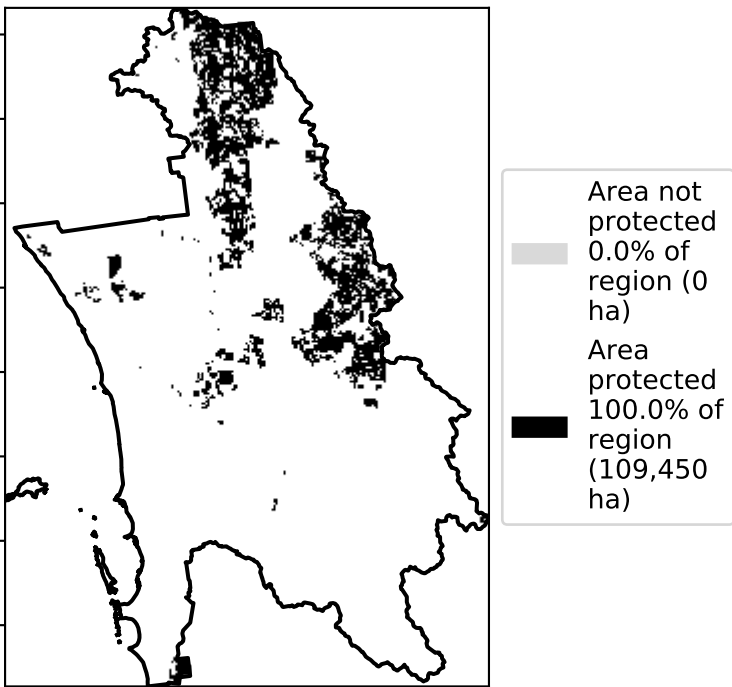 Area not
protected
0.0% of
region (0
ha)
Area
protected
100.0% of
region
(109,450
ha)